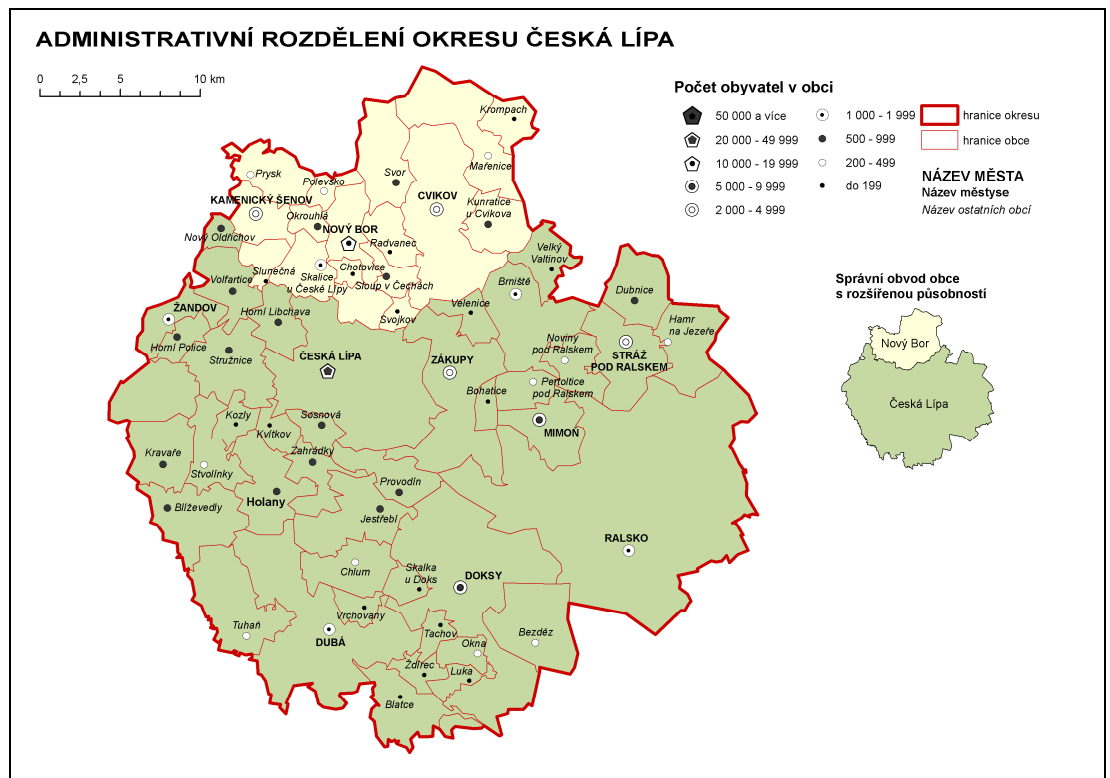 ADMINISTRATIVNÍ ROZDĚLENÍ OKRESU ČESKÁ LÍPA
0 2,5 5 10 km
Počet obyvatel v obci
50 000 a více
20 000 - 49 999
10 000 - 19 999
5 000 - 9 999
2 000 - 4 999
1 000 - 1 999
500 - 999
200 - 499
do 199
hranice okresu
hranice obce
NÁZEV MĚSTA
Název městyse
Název ostatních obcí
Správní obvod obce
s rozšířenou působností
Nový Bor
Česká Lípa
Krompach
Mařenice
Prysk
Polevsko
Svor
KAMENICKÝ ŠENOV
CVIKOV
Kunratice
u Cvikova
Okrouhlá
NOVÝ BOR
Nový Oldřichov
Radvanec
Velký
Valtinov
Slunečná
Skalice
u České Lípy
Chotovice
Sloup v Čechách
Volfartice
Brniště
Dubnice
ŽANDOV
Horní Libchava
Svojkov
Velenice
Hamr
na Jezeře
Horní Police
Stružnice
ČESKÁ LÍPA
ZÁKUPY
Noviny
pod Ralskem
STRÁŽ
POD RALSKEM
Bohatice
Pertoltice
pod Ralskem
Kozly
Kvítkov
Sosnová
MIMOŇ
Kravaře
Stvolínky
Zahrádky
Provodín
Holany
Blíževedly
Jestřebí
RALSKO
Chlum
Skalka
u Doks
DOKSY
Vrchovany
Tuhaň
DUBÁ
Tachov
Okna
Bezděz
Ždírec
Luka
Blatce